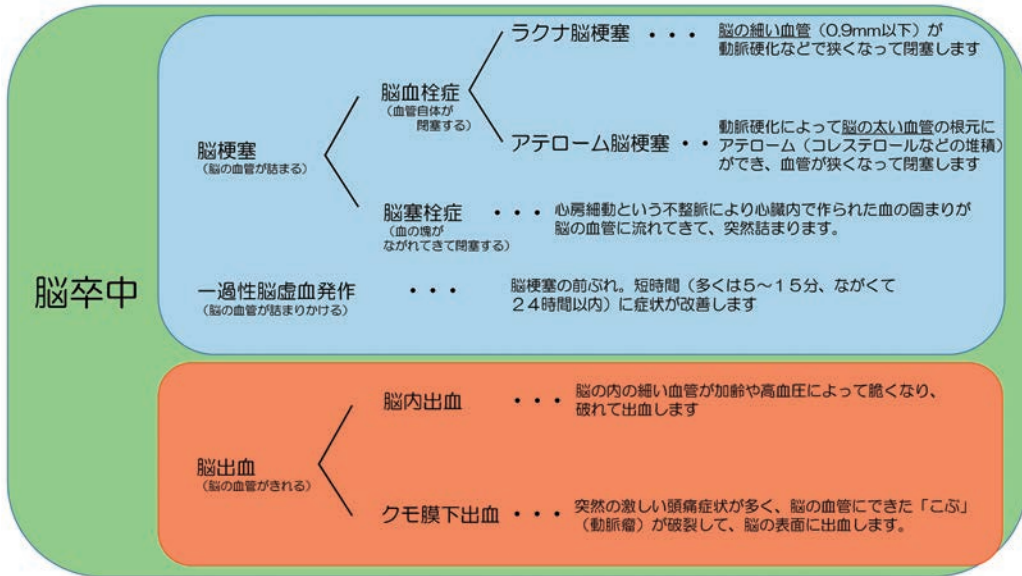 脳卒中
脳梗塞
(脳の血管が詰まる)
脳血栓症
(血管自体が
閉塞する)
ラクナ脳梗塞 ・・・ 脳の細い血管(0.9mm以下)が
動脈硬化などで狭くなって閉塞します
アテローム脳梗塞 ・・ 動脈硬化によって脳の太い血管の根元に
アテローム(コレステロールなどの堆積)
ができ、血管が狭くなって閉塞します
脳塞栓症 ・・・ 心房細動という不整脈により心臓内で作られた血の固まりが
(血の塊が
脳の血管に流れてきて、突然詰まります。
ながれてきて閉塞する)
一過性脳虚血発作 ・・・ 脳梗塞の前ぶれ。短時間(多くは5〜15分、ながくて
(脳の血管が詰まりかける)
24時間以内)に症状が改善します
脳出血
(脳の血管がきれる)
脳内出血 ・・・ 脳の内の細い血管が加齢や高血圧によって脆くなり、
破れて出血します
クモ膜下出血 ・・・ 突然の激しい頭痛症状が多く、脳の血管にできた「こぶ」
(動脈瘤)が破裂して、脳の表面に出血します。